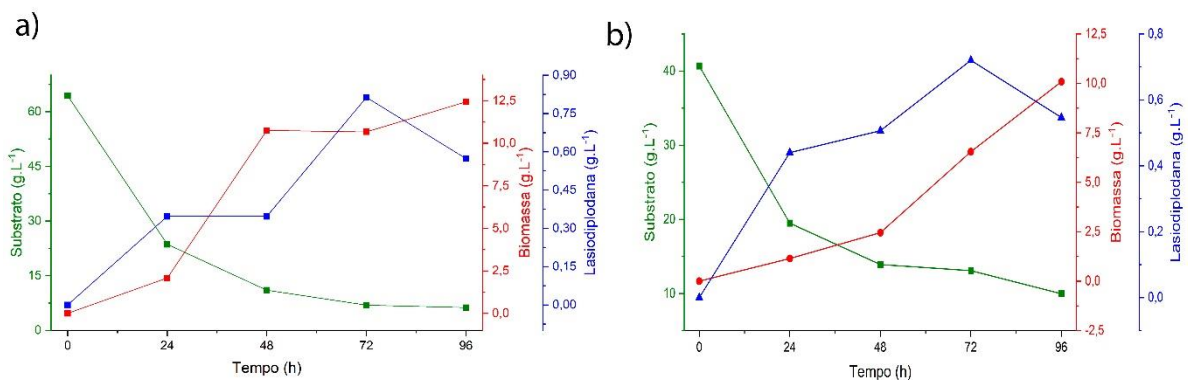 a)
Substrato (g.L⁻¹)
60
45
30
15
0
0 24 48 72 96
Tempo (h)
12,5
10,0
7,5
5,0
2,5
0,0
Biomassa (g.L⁻¹)
0,90
0,75
0,60
0,45
0,30
0,15
0,00
Lasiodiplodana (g.L⁻¹)
b)
Substrato (g.L⁻¹)
40
30
20
10
0 24 48 72 96
Tempo (h)
12,5
10,0
7,5
5,0
2,5
0,0
-2,5
Biomassa (g.L⁻¹)
0,8
0,6
0,4
0,2
0,0
Lasiodiplodana (g.L⁻¹)